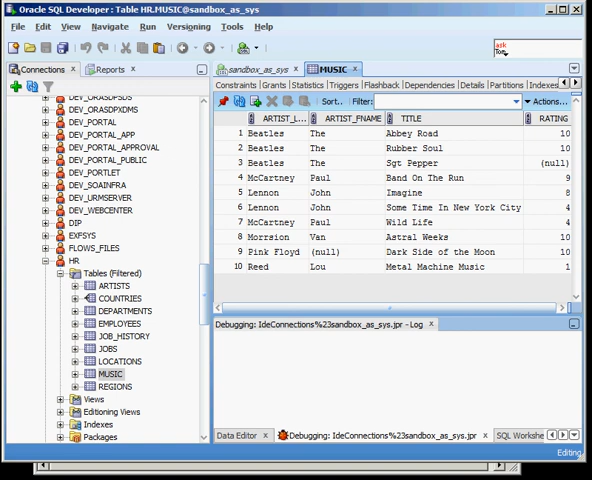 Oracle SQL Developer: Table HR.MUSIC@sandbox_as_sys
File Edit View Navigate Run Versioning Tools Help
ask
Tom
Connections x Reports x
sandbox_as_sys x MUSIC x
Constraints Grants Statistics Triggers Flashback Dependencies Details Partitions Indexes
Sort.. Filter: Actions...
ARTIST_L... ARTIST_FNAME TITLE RATING
1 Beatles The Abbey Road 10
2 Beatles The Rubber Soul 10
3 Beatles The Sgt Pepper (null)
4 McCartney Paul Band On The Run 9
5 Lennon John Imagine 8
6 Lennon John Some Time In New York City 4
7 McCartney Paul Wild Life 4
8 Morrsion Van Astral Weeks 10
9 Pink Floyd (null) Dark Side of the Moon 10
10 Reed Lou Metal Machine Music 1
DEV_ORASDPXDMS
DEV_PORTAL
DEV_PORTAL_APP
DEV_PORTAL_APPROVAL
DEV_PORTAL_PUBLIC
DEV_PORTLET
DEV_SOAINFRA
DEV_URMSERVER
DEV_WEBCENTER
DIP
EXFSYS
FLOWS_FILES
HR
Tables (Filtered)
ARTISTS
COUNTRIES
DEPARTMENTS
EMPLOYEES
JOB_HISTORY
JOBS
LOCATIONS
MUSIC
REGIONS
Views
Editioning Views
Indexes
Packages
Debugging: IdeConnections%23sandbox_as_sys.jpr - Log x
Data Editor x Debugging: IdeConnections%23sandbox_as_sys.jpr x SQL Workshe
Editing